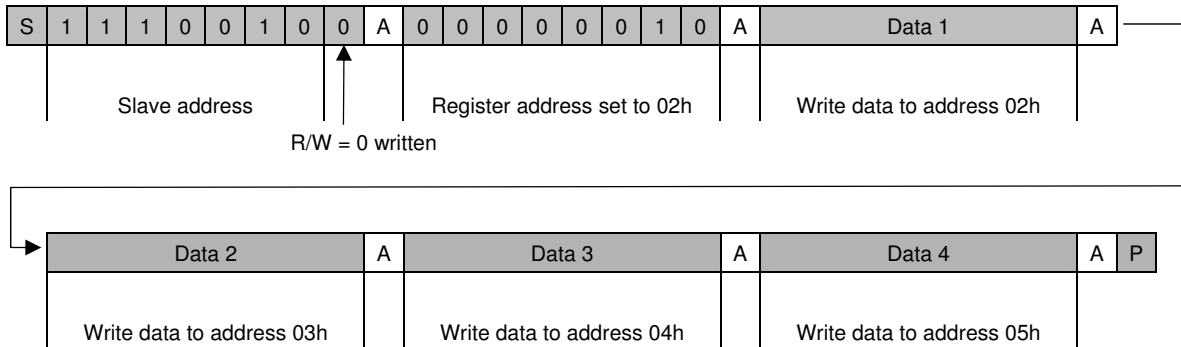 S 1 1 1 0 0 1 0 0 A 0 0 0 0 0 0 1 0 A Data 1 A
Slave address Register address set to 02h Write data to address 02h
R/W = 0 written
Data 2 A Data 3 A Data 4 A P
Write data to address 03h Write data to address 04h Write data to address 05h